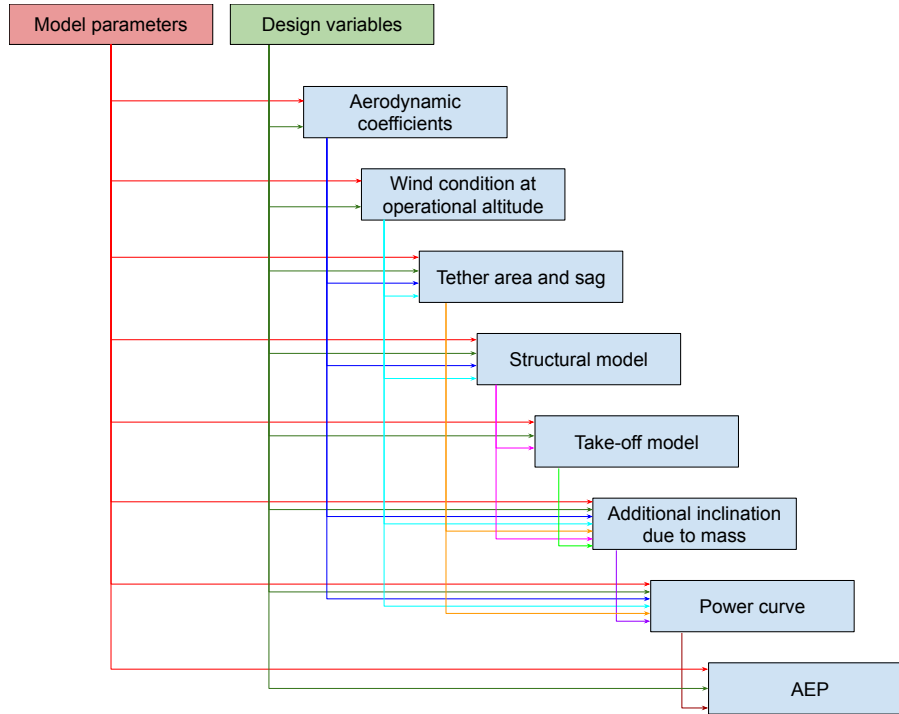 Model parameters
Design variables
Aerodynamic
coefficients
Wind condition at
operational altitude
Tether area and sag
Structural model
Take-off model
Additional inclination
due to mass
Power curve
AEP